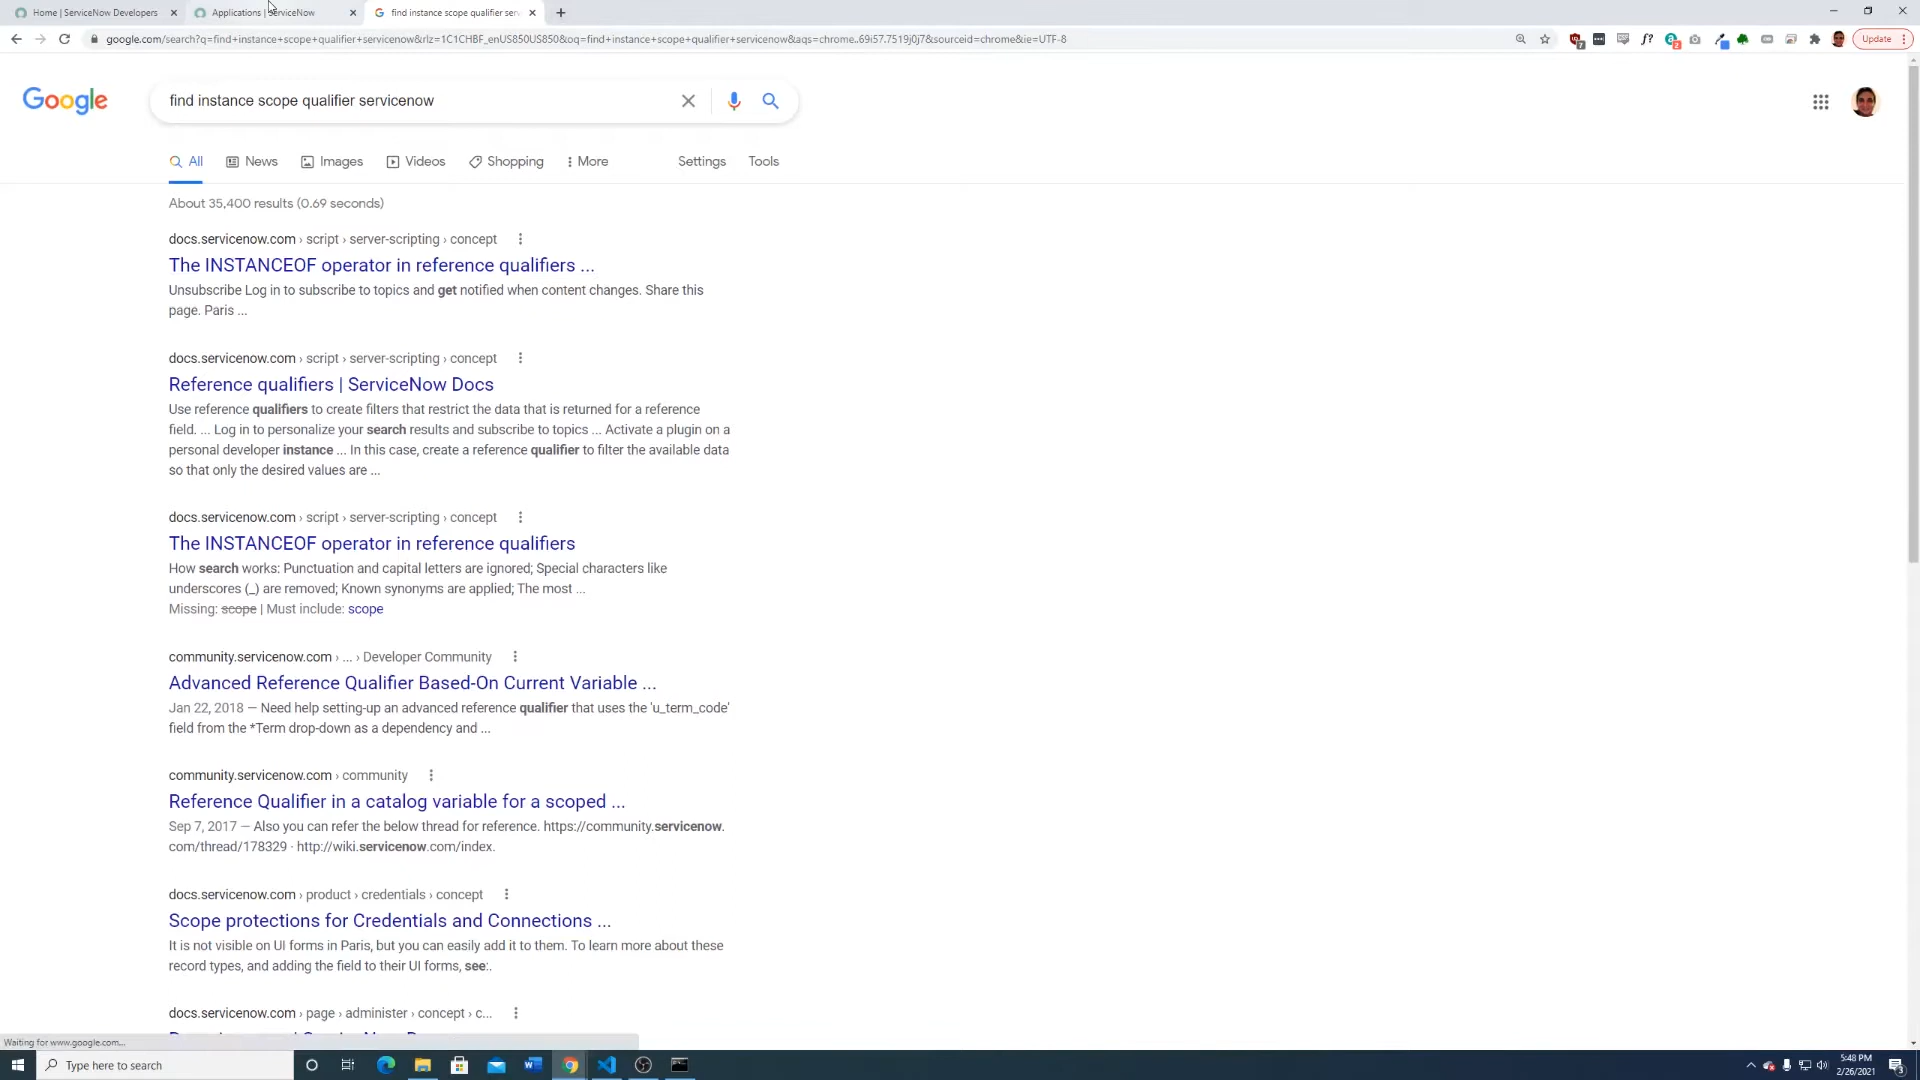 Home | ServiceNow Developers
Applications | ServiceNow
find instance scope qualifier ser
google.com/search?q=find+instance+scope+qualifier+servicenow&rlz=1C1CHBF_enUS850US850&oq=find+instance+scope+qualifier+servicenow&aqs=chrome..69i57.7519j0j7&sourceid=chrome&ie=UTF-8
Update
Google
find instance scope qualifier servicenow
All
News
Images
Videos
Shopping
More
Settings
Tools
About 35,400 results (0.69 seconds)
docs.servicenow.com › script › server-scripting › concept
The INSTANCEOF operator in reference qualifiers ...
Unsubscribe Log in to subscribe to topics and get notified when content changes. Share this
page. Paris ...
docs.servicenow.com › script › server-scripting › concept
Reference qualifiers | ServiceNow Docs
Use reference qualifiers to create filters that restrict the data that is returned for a reference
field. ... Log in to personalize your search results and subscribe to topics ... Activate a plugin on a
personal developer instance ... In this case, create a reference qualifier to filter the available data
so that only the desired values are ...
docs.servicenow.com › script › server-scripting › concept
The INSTANCEOF operator in reference qualifiers
How search works: Punctuation and capital letters are ignored; Special characters like
underscores (_) are removed; Known synonyms are applied; The most ...
Missing: scope | Must include: scope
community.servicenow.com › ... › Developer Community
Advanced Reference Qualifier Based-On Current Variable ...
Jan 22, 2018 — Need help setting-up an advanced reference qualifier that uses the 'u_term_code'
field from the *Term drop-down as a dependency and ...
community.servicenow.com › community
Reference Qualifier in a catalog variable for a scoped ...
Sep 7, 2017 — Also you can refer the below thread for reference. https://community.servicenow.
com/thread/178329 · http://wiki.servicenow.com/index.
docs.servicenow.com › product › credentials › concept
Scope protections for Credentials and Connections ...
It is not visible on UI forms in Paris, but you can easily add it to them. To learn more about these
record types, and adding the field to their UI forms, see:.
docs.servicenow.com › page › administer › concept › c...
Waiting for www.google.com...
Type here to search
5:48 PM
2/26/2021